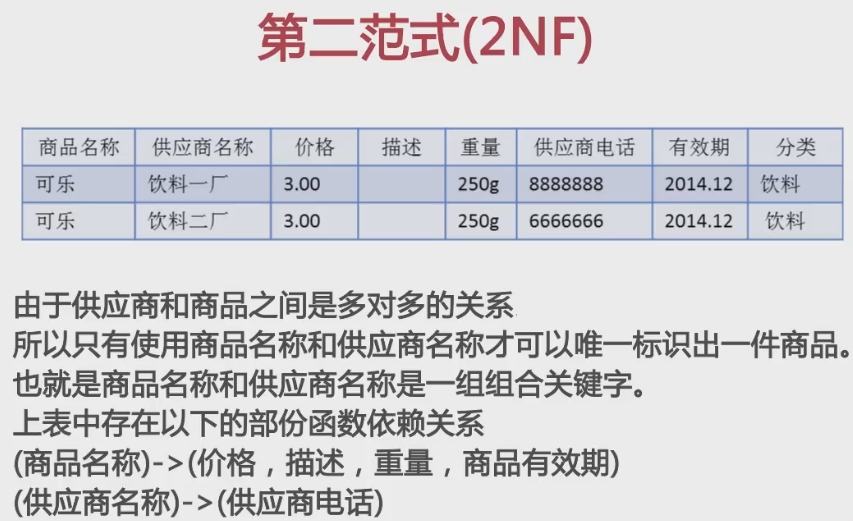 第二范式(2NF)
商品名称 供应商名称 价格 描述 重量 供应商电话 有效期 分类
可乐 饮料一厂 3.00 250g 8888888 2014.12 饮料
可乐 饮料二厂 3.00 250g 6666666 2014.12 饮料
由于供应商和商品之间是多对多的关系
所以只有使用商品名称和供应商名称才可以唯一标识出一件商品。
也就是商品名称和供应商名称是一组组合关键字。
上表中存在以下的部份函数依赖关系
(商品名称)->(价格，描述，重量，商品有效期)
(供应商名称)->(供应商电话)